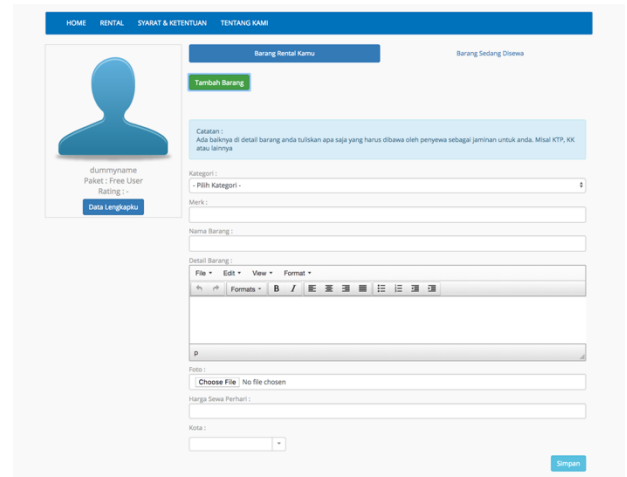 HOME RENTAL SYARAT & KETENTUAN TENTANG KAMI
Barang Rental Kamu Barang Sedang Disewa
Tambah Barang
Catatan :
Ada baiknya di detail barang anda tuliskan apa saja yang harus dibawa oleh penyewa sebagai jaminan untuk anda. Misal KTP, KK
atau lainnya
dummyname
Paket : Free User
Rating : -
Data Lengkapku
Kategori :
- Pilih Kategori -
Merk :
Nama Barang :
Detail Barang :
File Edit View Format
Formats B I
p
Foto :
Choose File No file chosen
Harga Sewa Perhari :
Kota :
Simpan